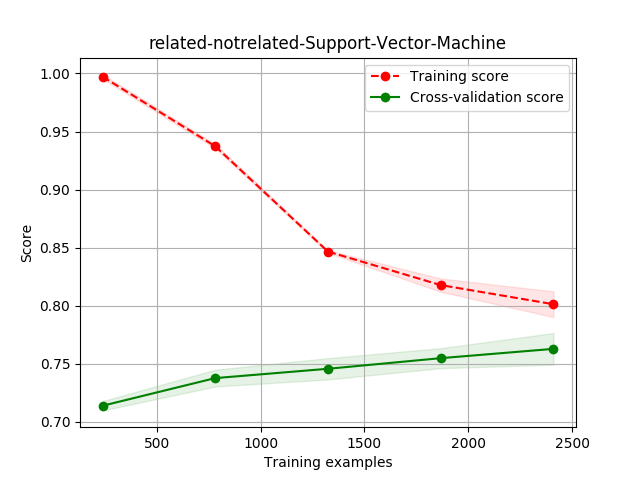 related-notrelated-Support-Vector-Machine
Training score
Cross-validation score
1.00
0.95
0.90
0.85
0.80
0.75
0.70
Score
500
1000
1500
2000
2500
Training examples